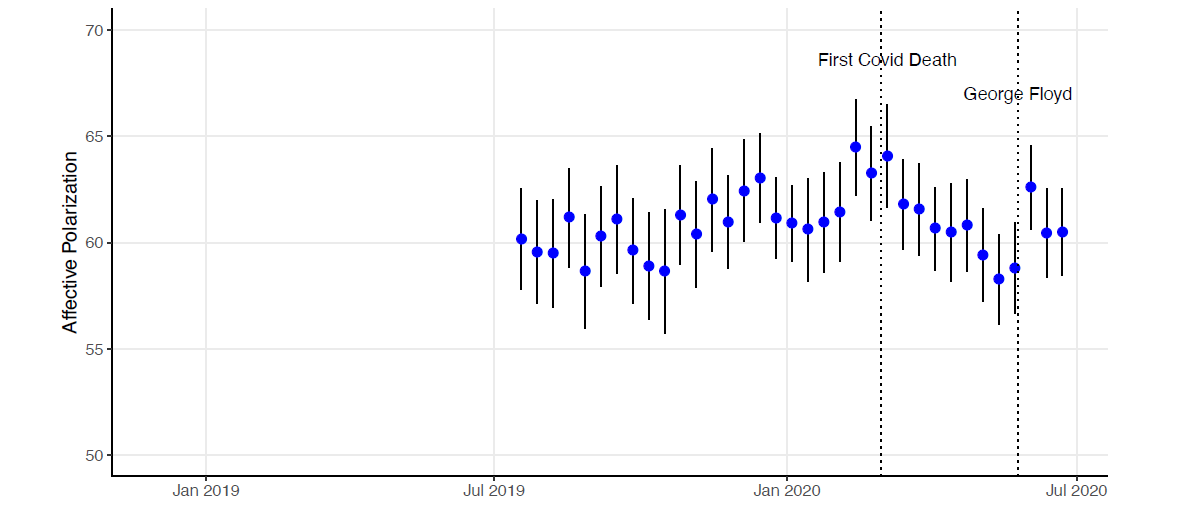 70
First Covid Death
George Floyd
65
Affective Polarization
60
55
50
Jan 2019
Jul 2019
Jan 2020
Jul 2020